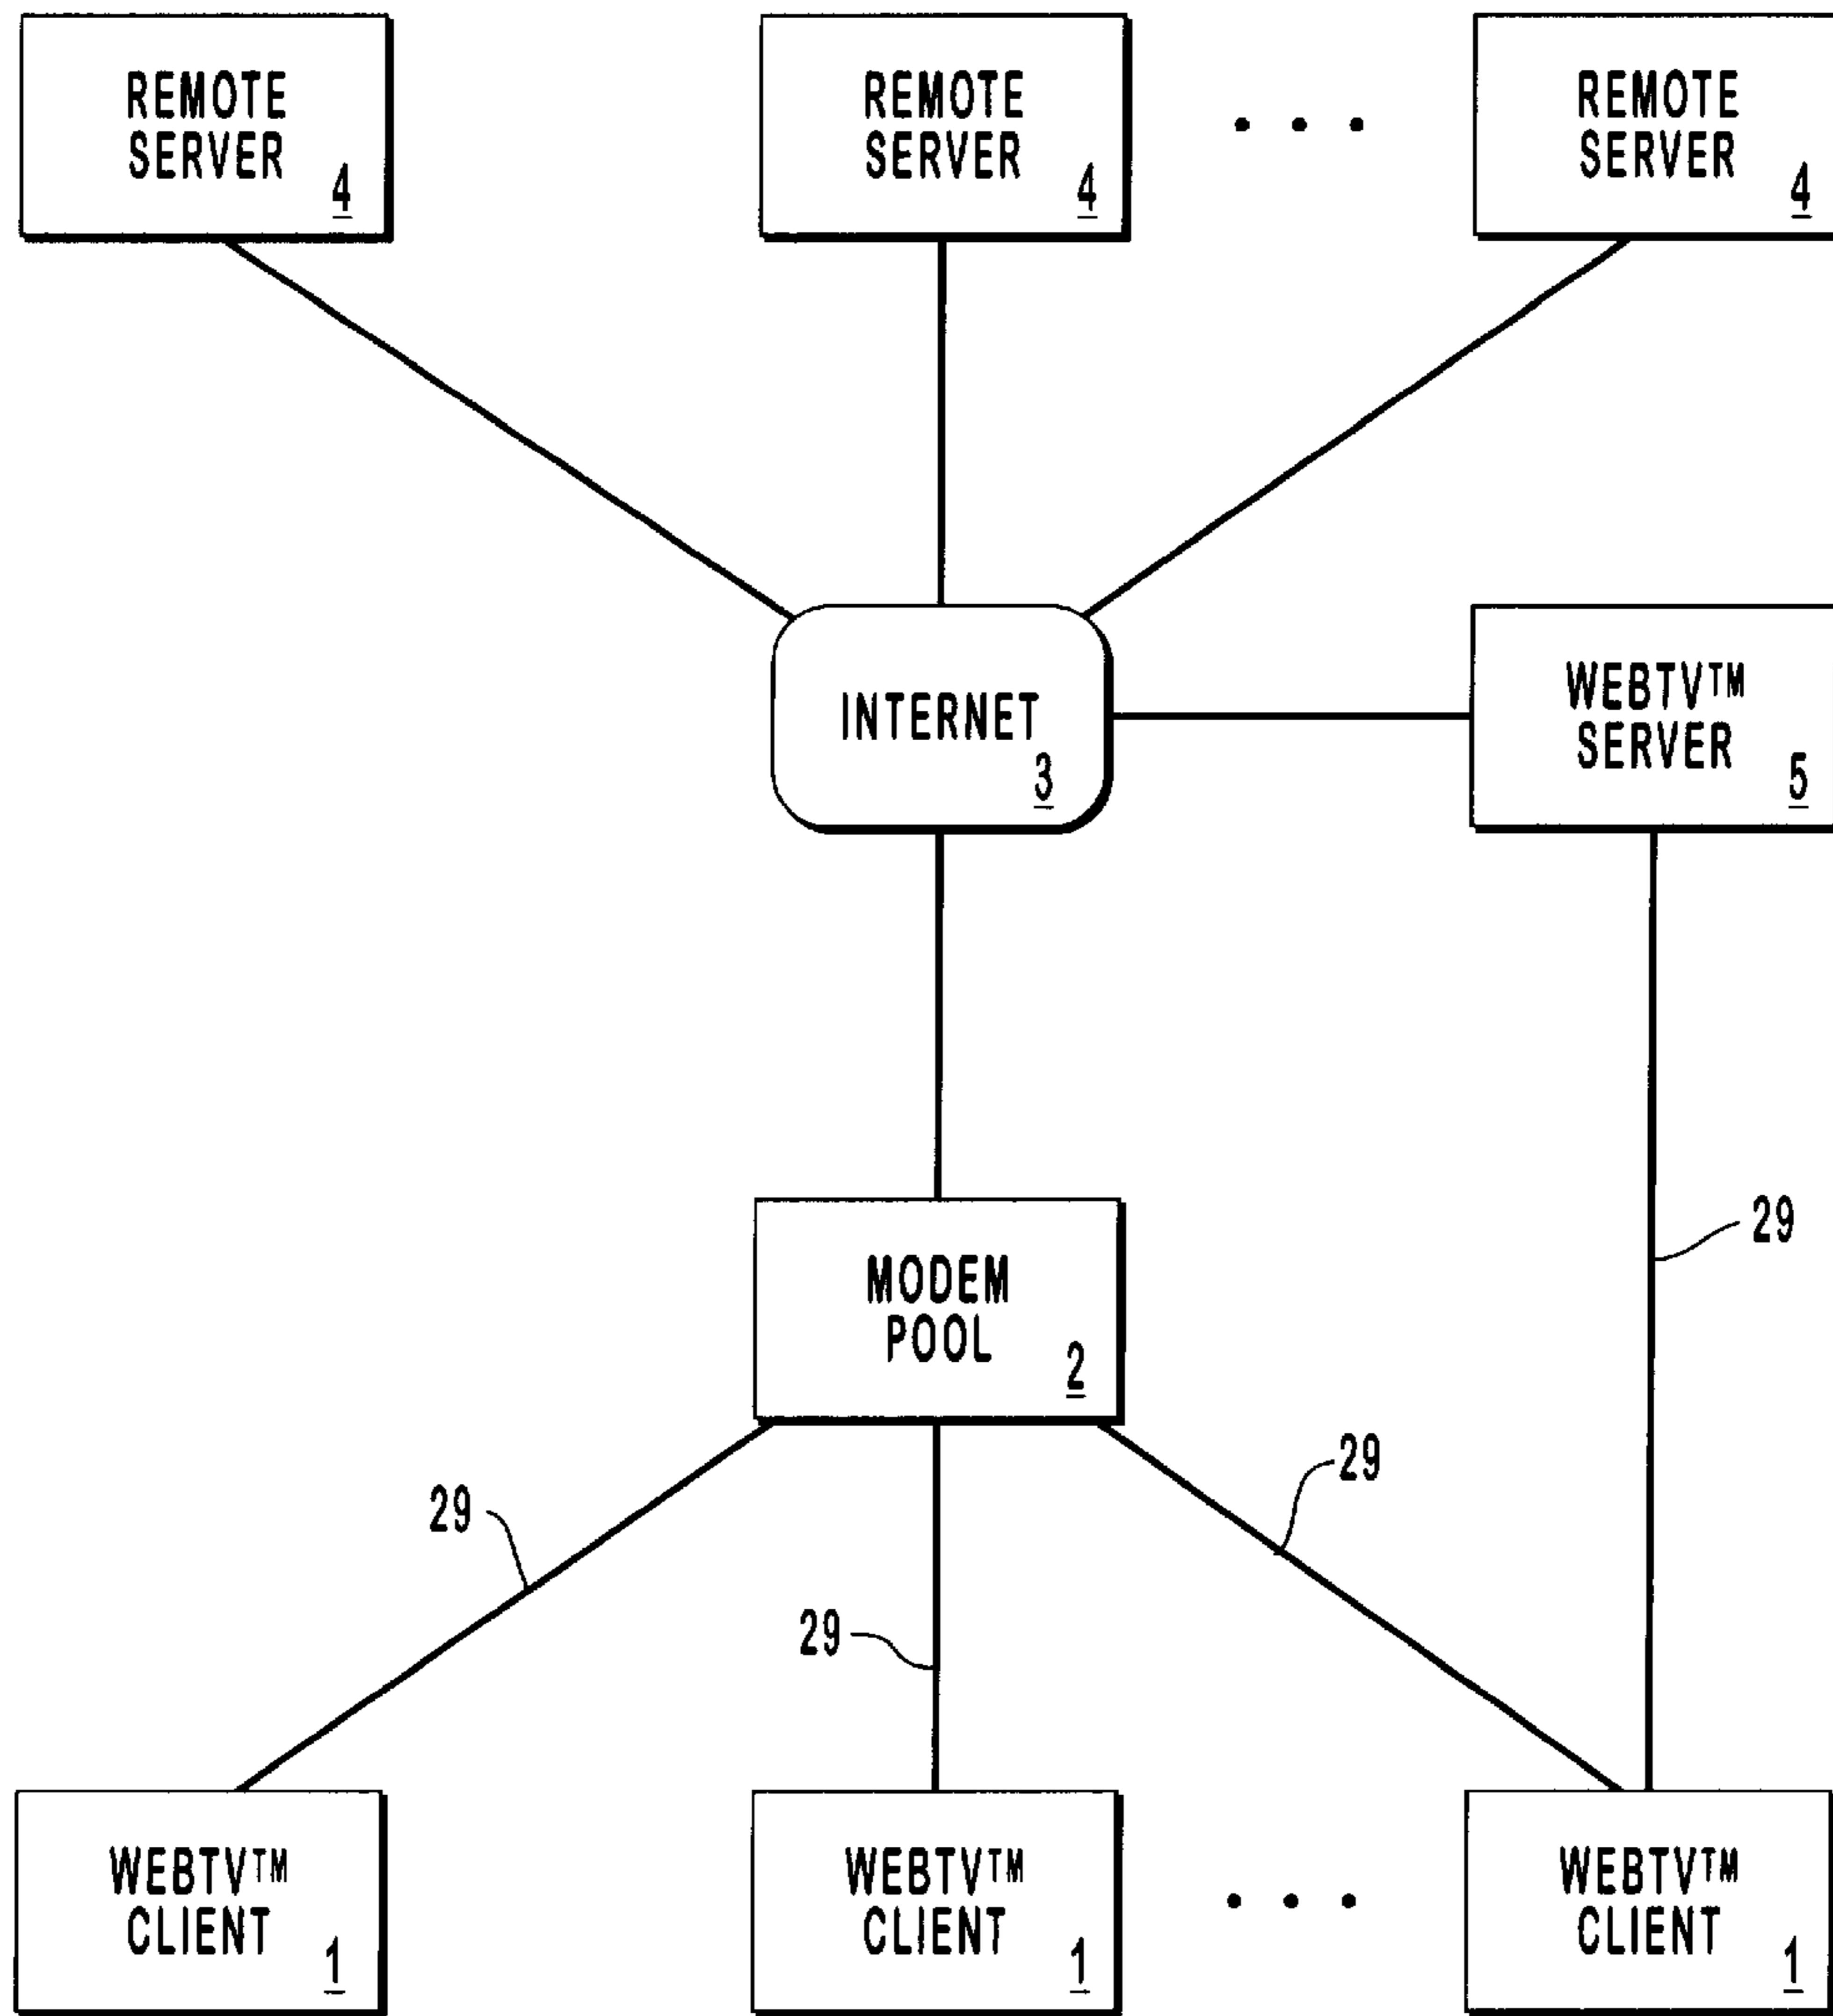 REMOTE
SERVER
4
REMOTE
SERVER
4
REMOTE
SERVER
4
INTERNET
3
WEBTV™
SERVER
5
MODEM
POOL
2
29
29
29
29
WEBTV™
CLIENT
1
WEBTV™
CLIENT
1
WEBTV™
CLIENT
1